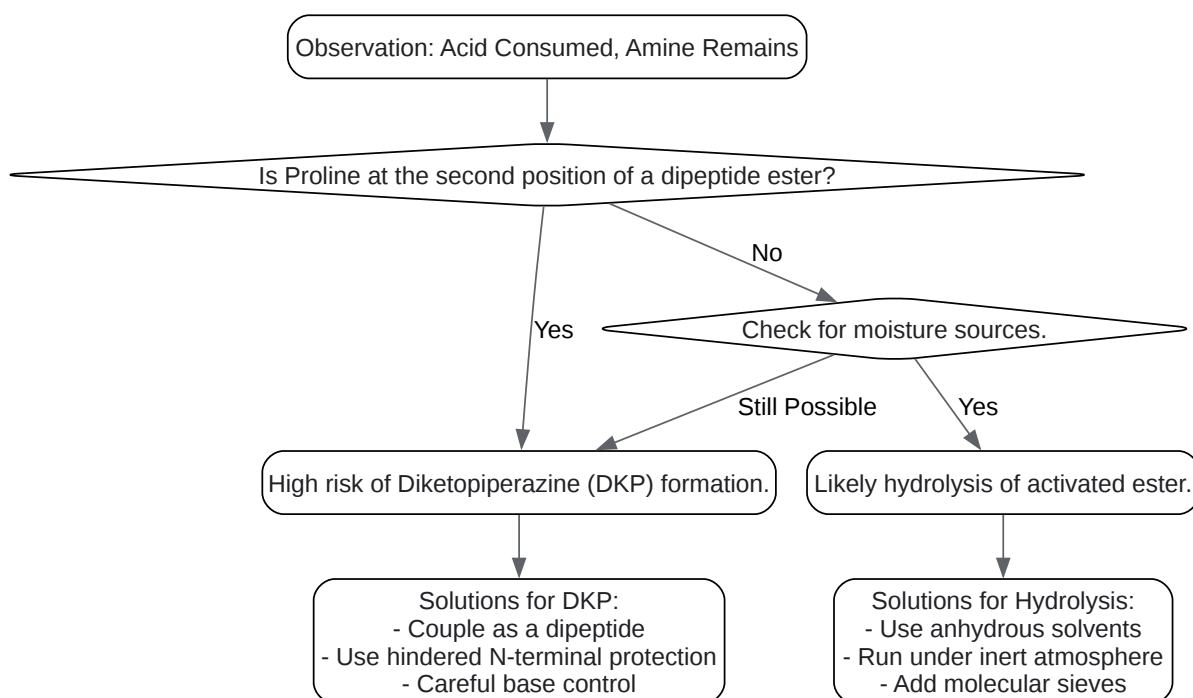 Observation: Acid Consumed, Amine Remains
Is Proline at the second position of a dipeptide ester?
No
Check for moisture sources.
Yes
Still Possible
Yes
High risk of Diketopiperazine (DKP) formation.
Likely hydrolysis of activated ester.
Solutions for DKP:
- Couple as a dipeptide
- Use hindered N-terminal protection
- Careful base control
Solutions for Hydrolysis:
- Use anhydrous solvents
- Run under inert atmosphere
- Add molecular sieves